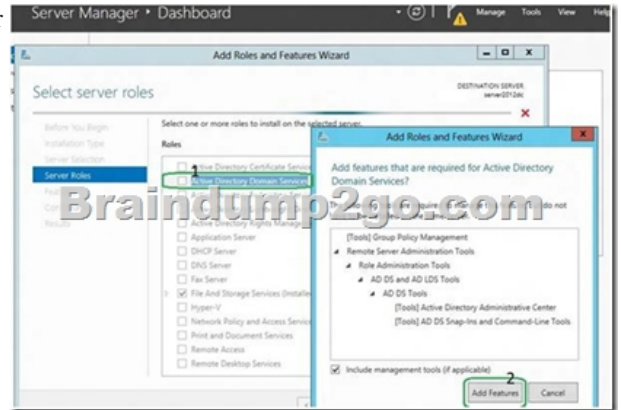 Server Manager • Dashboard
Manage Tools View Help
Add Roles and Features Wizard
Select server roles
DESTINATION SERVER
server2012dc
Before You Begin
Installation Type
Server Selection
Server Roles
Results
Select one or more roles to install on the selected server.
Roles
1
Active Directory Certificate Service
Active Directory Domain Services
Active Directory Rights Manag
Application Server
DHCP Server
DNS Server
Fax Server
File And Storage Services (Installe
Hyper-V
Network Policy and Access Service
Print and Document Services
Remote Access
Remote Desktop Services
Add Roles and Features Wizard
Add features that are required for Active Directory
Domain Services?
[Tools] Group Policy Management
Remote Server Administration Tools
Role Administration Tools
AD DS and AD LDS Tools
AD DS Tools
[Tools] Active Directory Administrative Center
[Tools] AD DS Snap-Ins and Command-Line Tools
Include management tools (if applicable)
2
Add Features
Cancel
Braindump2go.com